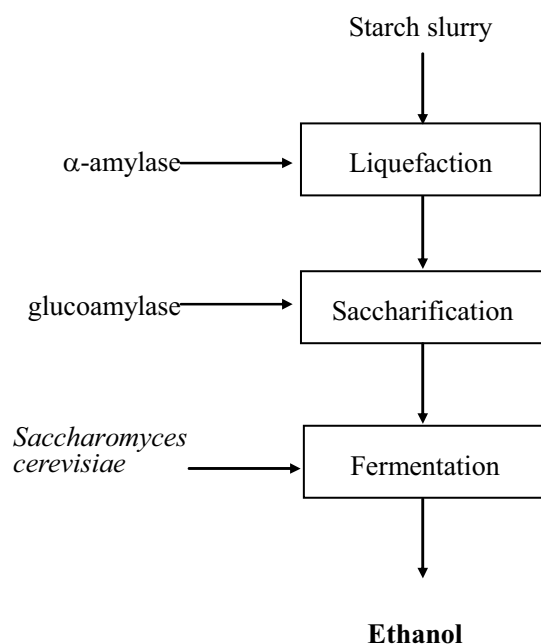 Starch slurry
α-amylase
Liquefaction
glucoamylase
Saccharification
Saccharomyces
cerevisiae
Fermentation
Ethanol